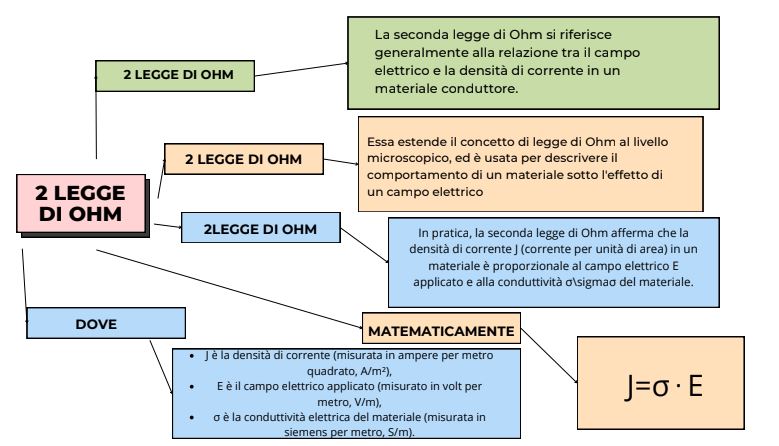 La seconda legge di Ohm si riferisce
generalmente alla relazione tra il campo
elettrico e la densità di corrente in un
materiale conduttore.
2 LEGGE DI OHM
Essa estende il concetto di legge di Ohm al livello
microscopico, ed è usata per descrivere il
comportamento di un materiale sotto l'effetto di
un campo elettrico
2 LEGGE DI OHM
2 LEGGE
DI OHM
2LEGGE DI OHM
In pratica, la seconda legge di Ohm afferma che la
densità di corrente J (corrente per unità di area) in un
materiale è proporzionale al campo elettrico E
applicato e alla conduttività σ\sigmaσ del materiale.
DOVE
MATEMATICAMENTE
J=σ · E
• J è la densità di corrente (misurata in ampere per metro
quadrato, A/m²),
• E è il campo elettrico applicato (misurato in volt per
metro, V/m),
• σ è la conduttività elettrica del materiale (misurata in
siemens per metro, S/m).